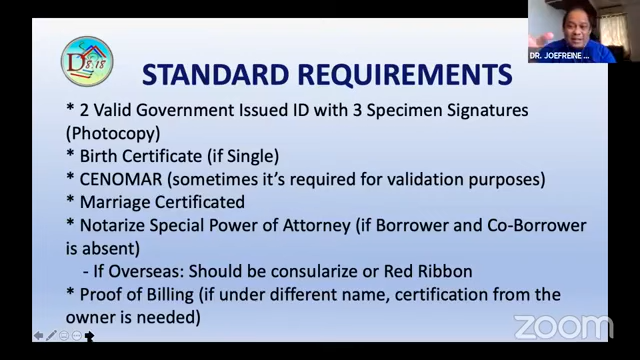 D 8:18
STANDARD REQUIREMENTS
* 2 Valid Government Issued ID with 3 Specimen Signatures
(Photocopy)
* Birth Certificate (if Single)
* CENOMAR (sometimes it’s required for validation purposes)
* Marriage Certificated
* Notarize Special Power of Attorney (if Borrower and Co-Borrower
is absent)
- If Overseas: Should be consularize or Red Ribbon
* Proof of Billing (if under different name, certification from the
owner is needed)
DR. JOEFREINE ...
zoom